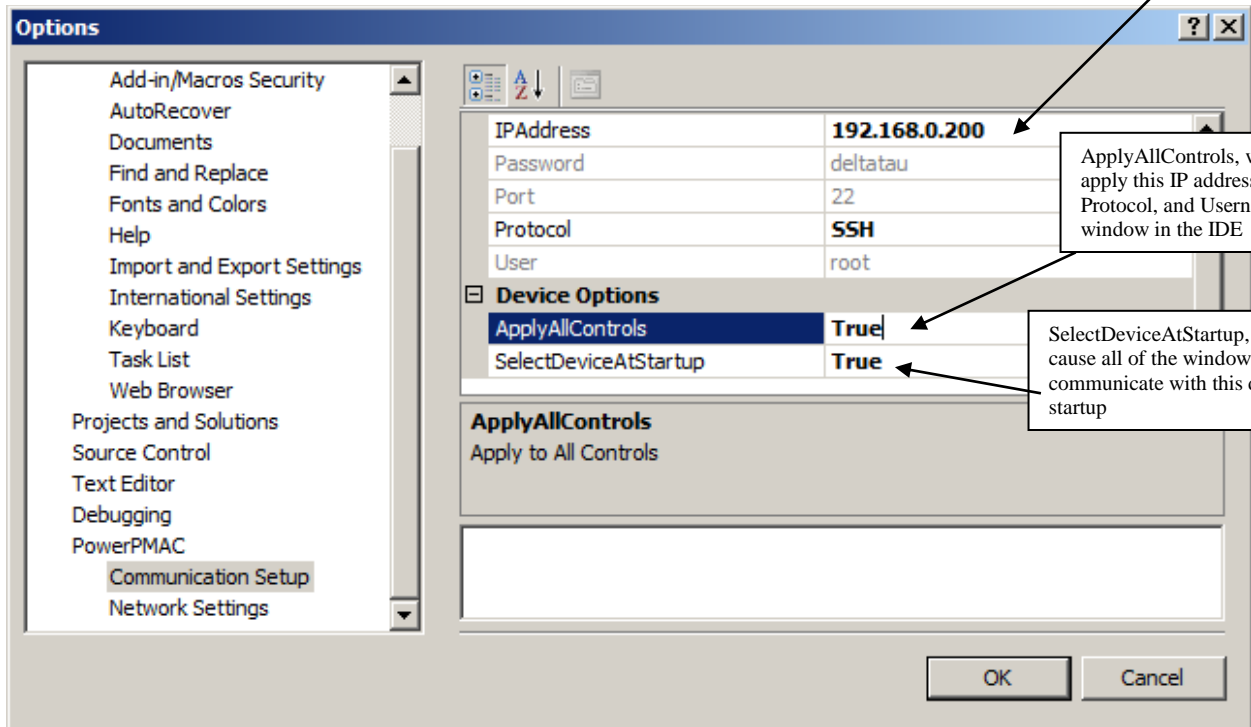 Options
Add-in/Macros Security
AutoRecover
Documents
Find and Replace
Fonts and Colors
Help
Import and Export Settings
International Settings
Keyboard
Task List
Web Browser
Projects and Solutions
Source Control
Text Editor
Debugging
PowerPMAC
Communication Setup
Network Settings
IPAddress 192.168.0.200
Password deltatau
Port 22
Protocol SSH
User root
Device Options
ApplyAllControls True
SelectDeviceAtStartup True
ApplyAllControls
Apply to All Controls
ApplyAllControls,
apply this IP address
Protocol, and
window in the IDE
SelectDeviceAtStartup,
cause all of the window
communicate with this
startup
OK Cancel